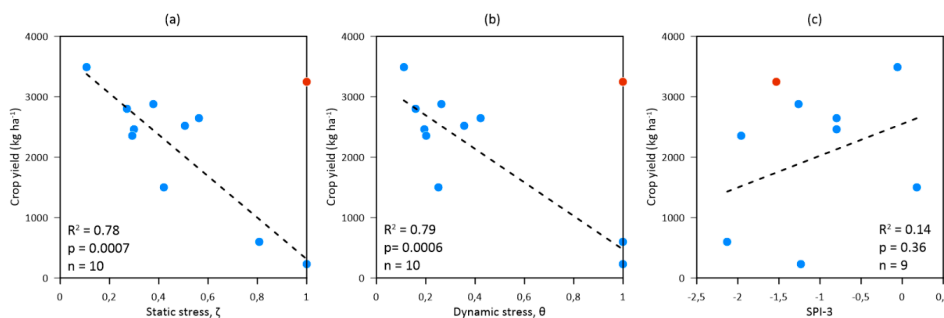 (a)
4000
3000
2000
1000
0
Crop yield (kg ha⁻¹)
R² = 0.78
p = 0.0007
n = 10
0 0,2 0,4 0,6 0,8 1
Static stress, ζ
(b)
4000
3000
2000
1000
0
Crop yield (kg ha⁻¹)
R² = 0.79
p= 0.0006
n = 10
0 0,2 0,4 0,6 0,8 1
Dynamic stress, θ
(c)
4000
3000
2000
1000
0
Crop yield (kg ha⁻¹)
R² = 0.14
p = 0.36
n = 9
-2,5 -2 -1,5 -1 -0,5 0 0,
SPI-3